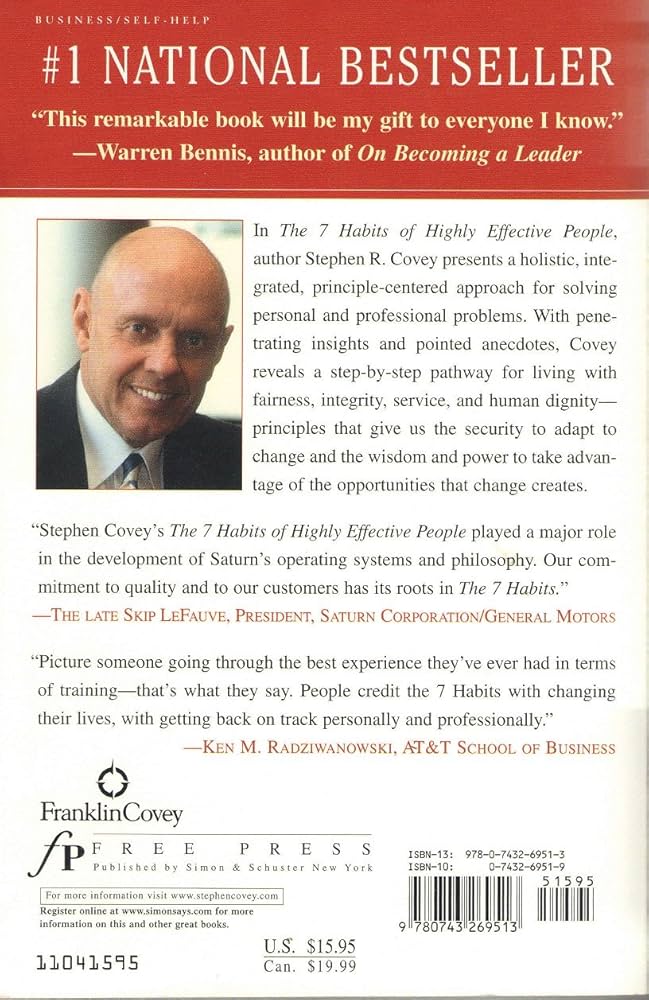 BUSINESS/SELF-HELP
#1 NATIONAL BESTSELLER
“This remarkable book will be my gift to everyone I know.”
—Warren Bennis, author of On Becoming a Leader
In The 7 Habits of Highly Effective People,
author Stephen R. Covey presents a holistic, inte-
grated, principle-centered approach for solving
personal and professional problems. With pene-
trating insights and pointed anecdotes, Covey
reveals a step-by-step pathway for living with
fairness, integrity, service, and human dignity—
principles that give us the security to adapt to
change and the wisdom and power to take advan-
tage of the opportunities that change creates.
“Stephen Covey’s The 7 Habits of Highly Effective People played a major role
in the development of Saturn’s operating systems and philosophy. Our com-
mitment to quality and to our customers has its roots in The 7 Habits.”
—THE LATE SKIP LEFAUVE, PRESIDENT, SATURN CORPORATION/GENERAL MOTORS
“Picture someone going through the best experience they’ve ever had in terms
of training—that’s what they say. People credit the 7 Habits with changing
their lives, with getting back on track personally and professionally.”
—KEN M. RADZIWANOWSKI, AT&T SCHOOL OF BUSINESS
FranklinCovey
fP FREE PRESS
Published by Simon & Schuster New York
For more information visit www.stephencovey.com
Register online at www.simonsays.com for more
information on this and other great books.
11041595
U.S. $15.95
Can. $19.99
ISBN-13: 978-0-7432-6951-3
ISBN-10: 0-7432-6951-9
51595
9 780743 269513